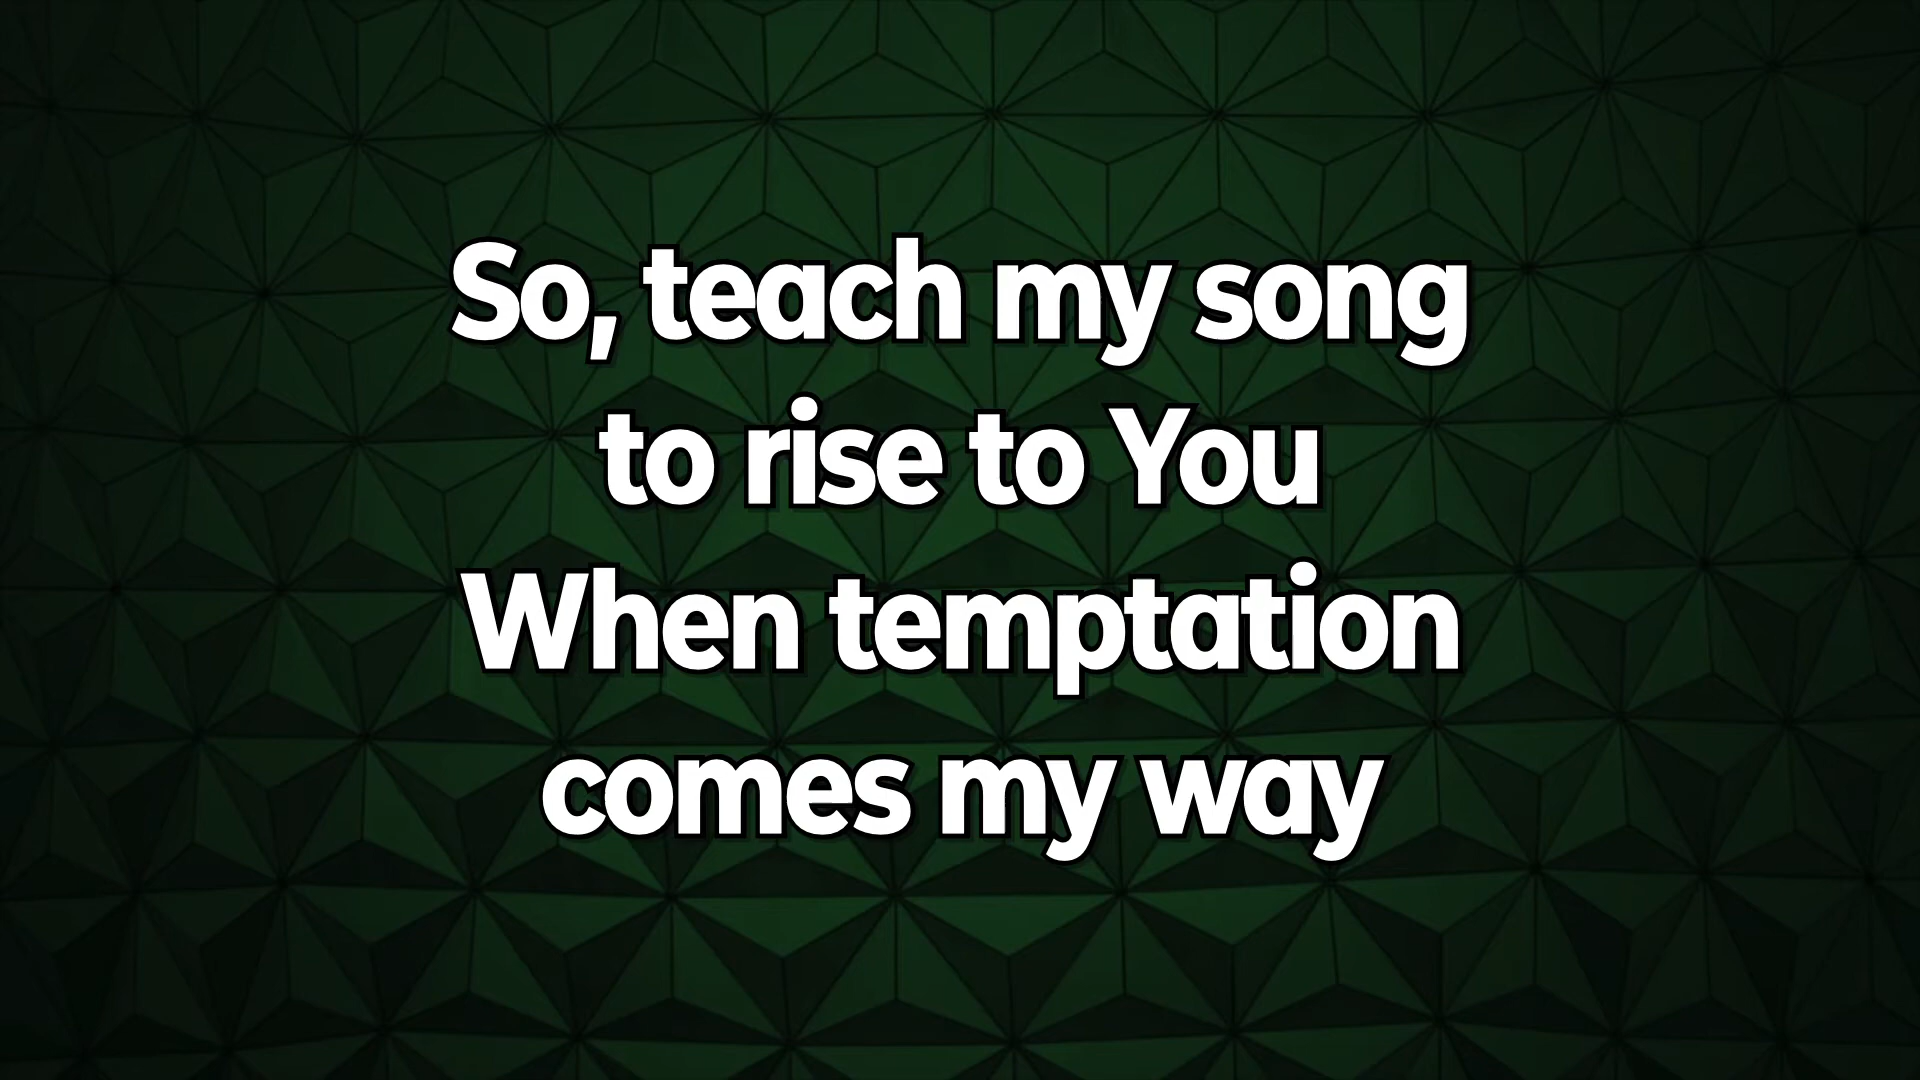 So, teach my song
to rise to You
When temptation
comes my way